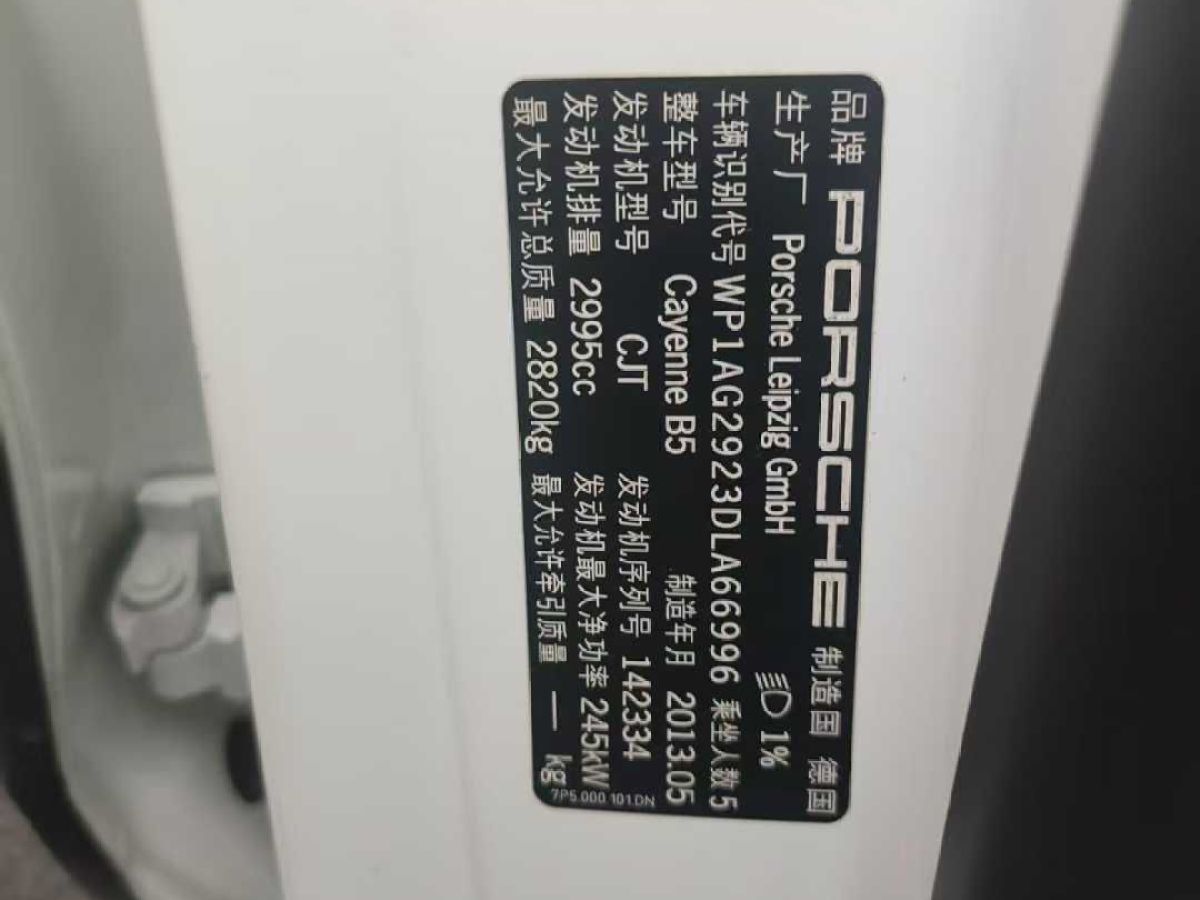 品牌 PORSCHE 制造国 德国
生产厂 Porsche Leipzig GmbH 1%
车辆识别代号 WP1AG2923DLA66996 乘坐人数 5
整车型号 Cayenne B5 制造年月 2013.05
发动机型号 CJT 发动机序列号 142334
发动机排量 2995cc 发动机最大净功率 245kW
最大允许总质量 2820kg 最大允许牵引质量 — kg
7P5.000 101 DN